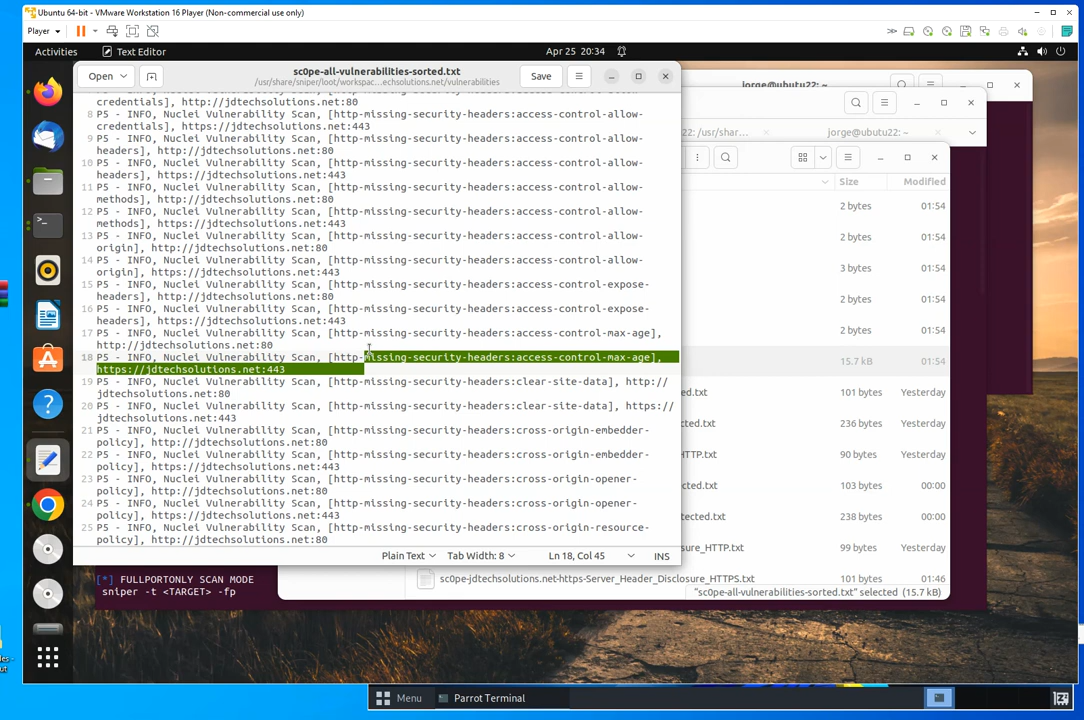 Ubuntu 64-bit - VMware Workstation 16 Player (Non-commercial use only)
Player
Activities
Text Editor
Apr 25 20:34
Open
sc0pe-all-vulnerabilities-sorted.txt
/usr/share/sniper/loot/workspac...echsolutions.net/vulnerabilities
Save
credentials], http://jdtechsolutions.net:80
8 P5 - INFO, Nuclei Vulnerability Scan, [http-missing-security-headers:access-control-allow-
credentials], https://jdtechsolutions.net:443
9 P5 - INFO, Nuclei Vulnerability Scan, [http-missing-security-headers:access-control-allow-
headers], http://jdtechsolutions.net:80
10 P5 - INFO, Nuclei Vulnerability Scan, [http-missing-security-headers:access-control-allow-
headers], https://jdtechsolutions.net:443
11 P5 - INFO, Nuclei Vulnerability Scan, [http-missing-security-headers:access-control-allow-
methods], http://jdtechsolutions.net:80
12 P5 - INFO, Nuclei Vulnerability Scan, [http-missing-security-headers:access-control-allow-
methods], https://jdtechsolutions.net:443
13 P5 - INFO, Nuclei Vulnerability Scan, [http-missing-security-headers:access-control-allow-
origin], http://jdtechsolutions.net:80
14 P5 - INFO, Nuclei Vulnerability Scan, [http-missing-security-headers:access-control-allow-
origin], https://jdtechsolutions.net:443
15 P5 - INFO, Nuclei Vulnerability Scan, [http-missing-security-headers:access-control-expose-
headers], http://jdtechsolutions.net:80
16 P5 - INFO, Nuclei Vulnerability Scan, [http-missing-security-headers:access-control-expose-
headers], https://jdtechsolutions.net:443
17 P5 - INFO, Nuclei Vulnerability Scan, [http-missing-security-headers:access-control-max-age],
http://jdtechsolutions.net:80
18 P5 - INFO, Nuclei Vulnerability Scan, [http-missing-security-headers:access-control-max-age],
https://jdtechsolutions.net:443
19 P5 - INFO, Nuclei Vulnerability Scan, [http-missing-security-headers:clear-site-data], http://
jdtechsolutions.net:80
20 P5 - INFO, Nuclei Vulnerability Scan, [http-missing-security-headers:clear-site-data], https://
jdtechsolutions.net:443
21 P5 - INFO, Nuclei Vulnerability Scan, [http-missing-security-headers:cross-origin-embedder-
policy], http://jdtechsolutions.net:80
22 P5 - INFO, Nuclei Vulnerability Scan, [http-missing-security-headers:cross-origin-embedder-
policy], https://jdtechsolutions.net:443
23 P5 - INFO, Nuclei Vulnerability Scan, [http-missing-security-headers:cross-origin-opener-
policy], http://jdtechsolutions.net:80
24 P5 - INFO, Nuclei Vulnerability Scan, [http-missing-security-headers:cross-origin-opener-
policy], https://jdtechsolutions.net:443
25 P5 - INFO, Nuclei Vulnerability Scan, [http-missing-security-headers:cross-origin-resource-
policy], http://jdtechsolutions.net:80
Plain Text
Tab Width: 8
Ln 18, Col 45
INS
jorge@ubuntu22: ~
22: /usr/shar...
jorge@ubutu22: ~
Size
Modified
2 bytes 01:54
2 bytes 01:54
3 bytes 01:54
2 bytes 01:54
2 bytes 01:54
15.7 kB 01:54
ed.txt 101 bytes Yesterday
cted.txt 236 bytes Yesterday
TP.txt 90 bytes Yesterday
cted.txt 103 bytes 00:00
tected.txt 238 bytes 00:00
sure_HTTP.txt 99 bytes Yesterday
sc0pe-jdtechsolutions.net-https-Server_Header_Disclosure_HTTPS.txt 101 bytes 01:46
"sc0pe-all-vulnerabilities-sorted.txt" selected (15.7 kB)
[*] FULLPORTONLY SCAN MODE
sniper -t <TARGET> -fp
Menu
Parrot Terminal